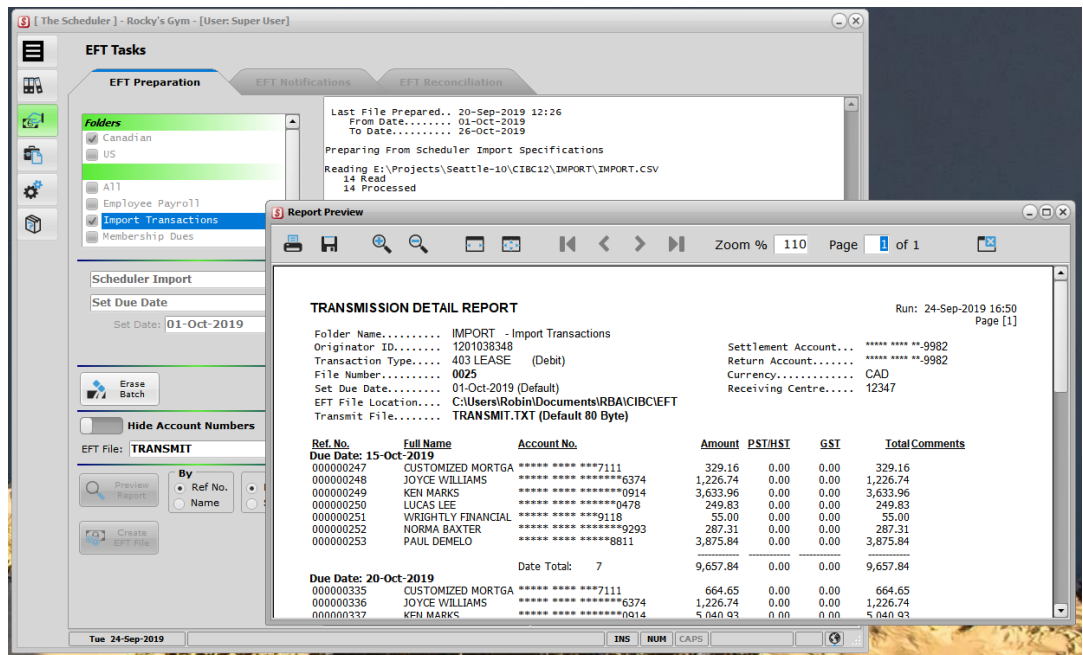 [ The Scheduler ] - Rocky's Gym - [User: Super User]
EFT Tasks
EFT Preparation EFT Notifications EFT Reconciliation
Folders
Canadian
US
All
Employee Payroll
Import Transactions
Membership Dues
Last File Prepared.. 20-Sep-2019 12:26
From Date........ 01-Oct-2019
To Date.......... 26-Oct-2019
Preparing From Scheduler Import Specifications
Reading E:\Projects\Seattle-10\CIBC12\IMPORT\IMPORT.CSV
14 Read
14 Processed
Scheduler Import
Set Due Date
Set Date: 01-Oct-2019
Erase
Batch
Hide Account Numbers
EFT File: TRANSMIT
Preview
Report
By
Ref No.
Name
Create
EFT File
Tue 24-Sep-2019 INS NUM CAPS
Report Preview
Zoom % 110 Page 1 of 1
TRANSMISSION DETAIL REPORT Run: 24-Sep-2019 16:50
Page [1]
Folder Name.......... IMPORT - Import Transactions
Originator ID........ 1201038348 Settlement Account... ***** **** **-9982
Transaction Type..... 403 LEASE (Debit) Return Account....... ***** **** **-9982
File Number.......... 0025 Currency............. CAD
Set Due Date......... 01-Oct-2019 (Default) Receiving Centre..... 12347
EFT File Location.... C:\Users\Robin\Documents\RBA\CIBC\EFT
Transmit File........ TRANSMIT.TXT (Default 80 Byte)
Ref. No. Full Name Account No. Amount PST/HST GST Total Comments
Due Date: 15-Oct-2019
000000247 CUSTOMIZED MORTGA ***** **** ***7111 329.16 0.00 0.00 329.16
000000248 JOYCE WILLIAMS ***** **** *******6374 1,226.74 0.00 0.00 1,226.74
000000249 KEN MARKS ***** **** *******0914 3,633.96 0.00 0.00 3,633.96
000000250 LUCAS LEE ***** **** ******0478 249.83 0.00 0.00 249.83
000000251 WRIGHTLY FINANCIAL ***** **** ***9118 55.00 0.00 0.00 55.00
000000252 NORMA BAXTER ***** **** *******9293 287.31 0.00 0.00 287.31
000000253 PAUL DEMELO ***** **** *****8811 3,875.84 0.00 0.00 3,875.84
Date Total: 7 9,657.84 0.00 0.00 9,657.84
Due Date: 20-Oct-2019
000000335 CUSTOMIZED MORTGA ***** **** ***7111 664.65 0.00 0.00 664.65
000000336 JOYCE WILLIAMS ***** **** *******6374 1,226.74 0.00 0.00 1,226.74
000000337 KEN MARKS ***** **** *******0914 5,040.93 0.00 0.00 5,040.93